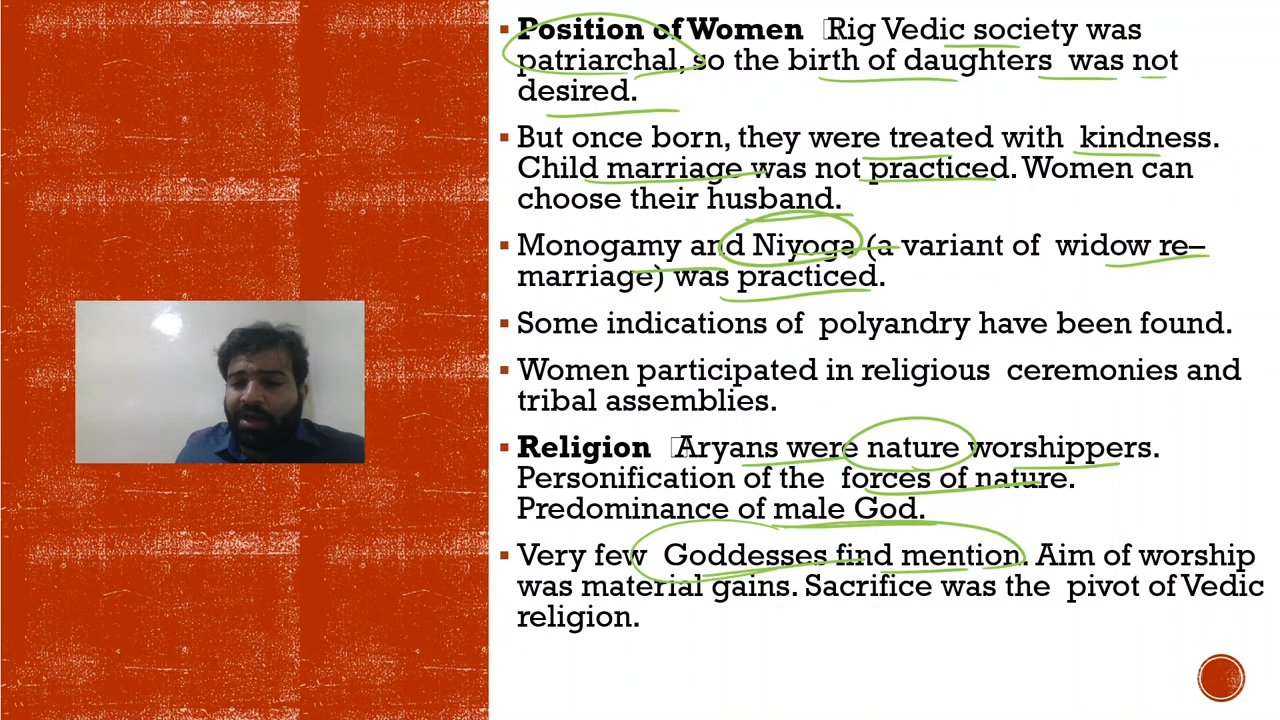 Position of Women Rig Vedic society was
patriarchal, so the birth of daughters was not
desired.
But once born, they were treated with kindness.
Child marriage was not practiced. Women can
choose their husband.
Monogamy and Niyoga (a variant of widow re–
marriage) was practiced.
Some indications of polyandry have been found.
Women participated in religious ceremonies and
tribal assemblies.
Religion Aryans were nature worshippers.
Personification of the forces of nature.
Predominance of male God.
Very few Goddesses find mention. Aim of worship
was material gains. Sacrifice was the pivot of Vedic
religion.